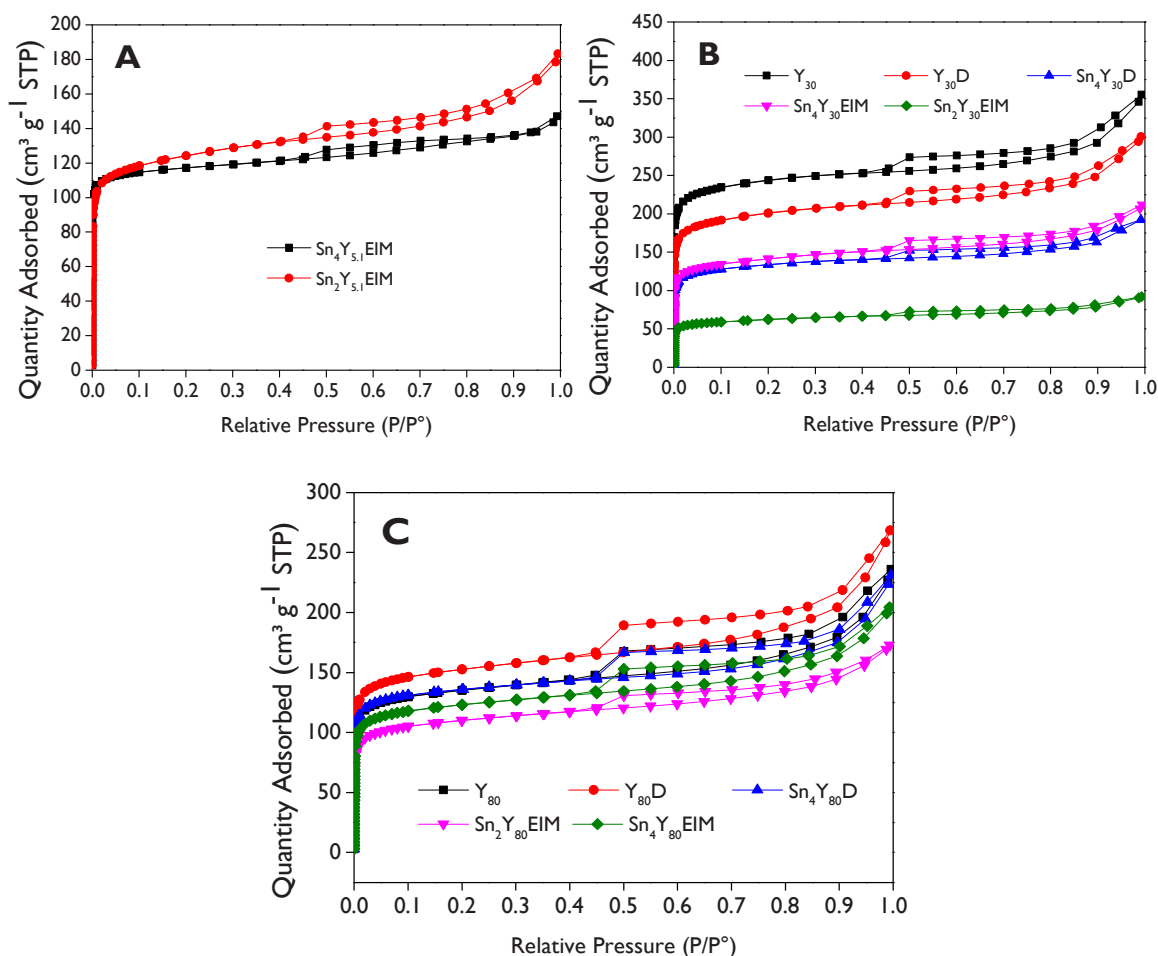 A
Quantity Adsorbed (cm³ g⁻¹ STP)
200
180
160
140
120
100
80
60
40
20
0
Sn₄Y₅.₁EIM
Sn₂Y₅.₁EIM
0.0 0.1 0.2 0.3 0.4 0.5 0.6 0.7 0.8 0.9 1.0
Relative Pressure (P/P°)
B
Quantity Adsorbed (cm³ g⁻¹ STP)
450
400
350
300
250
200
150
100
50
0
Y₃₀ Y₃₀D Sn₄Y₃₀D
Sn₄Y₃₀EIM Sn₂Y₃₀EIM
0.0 0.1 0.2 0.3 0.4 0.5 0.6 0.7 0.8 0.9 1.0
Relative Pressure (P/P°)
C
Quantity Adsorbed (cm³ g⁻¹ STP)
300
250
200
150
100
50
0
Y₈₀ Y₈₀D Sn₄Y₈₀D
Sn₂Y₈₀EIM Sn₄Y₈₀EIM
0.0 0.1 0.2 0.3 0.4 0.5 0.6 0.7 0.8 0.9 1.0
Relative Pressure (P/P°)